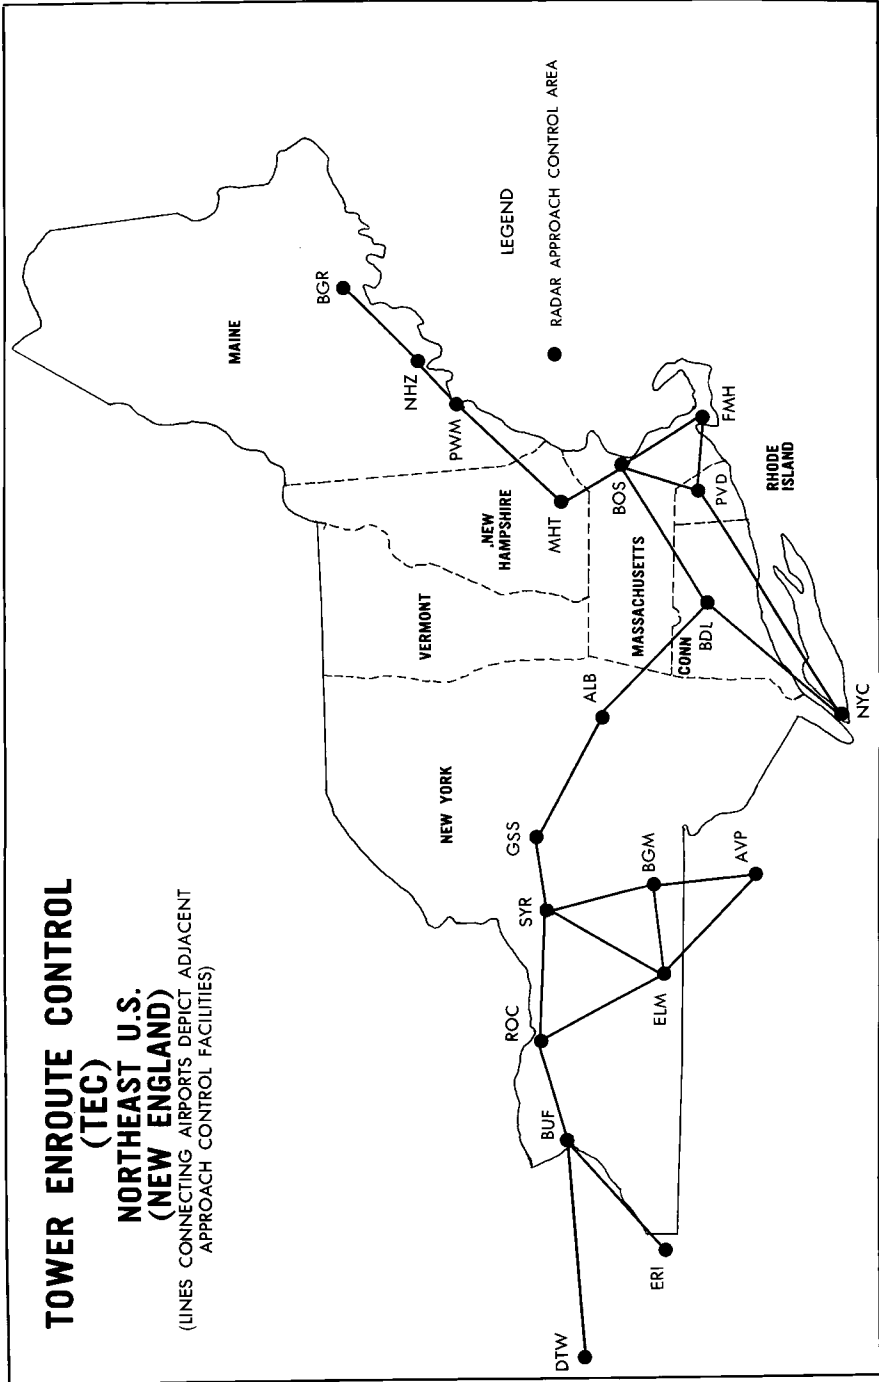 TOWER ENROUTE CONTROL
(TEC)
NORTHEAST U.S.
(NEW ENGLAND)
(LINES CONNECTING AIRPORTS DEPICT ADJACENT
APPROACH CONTROL FACILITIES)
MAINE
BGR
NHZ
PWM
LEGEND
RADAR APPROACH CONTROL AREA
VERMONT
NEW
HAMPSHIRE
MHT
BOS
FMH
PVD
RHODE
ISLAND
MASSACHUSETTS
CONN
BDL
NEW YORK
ALB
GSS
SYR
BGM
AVP
NYC
ROC
ELM
BUF
ERI
DTW